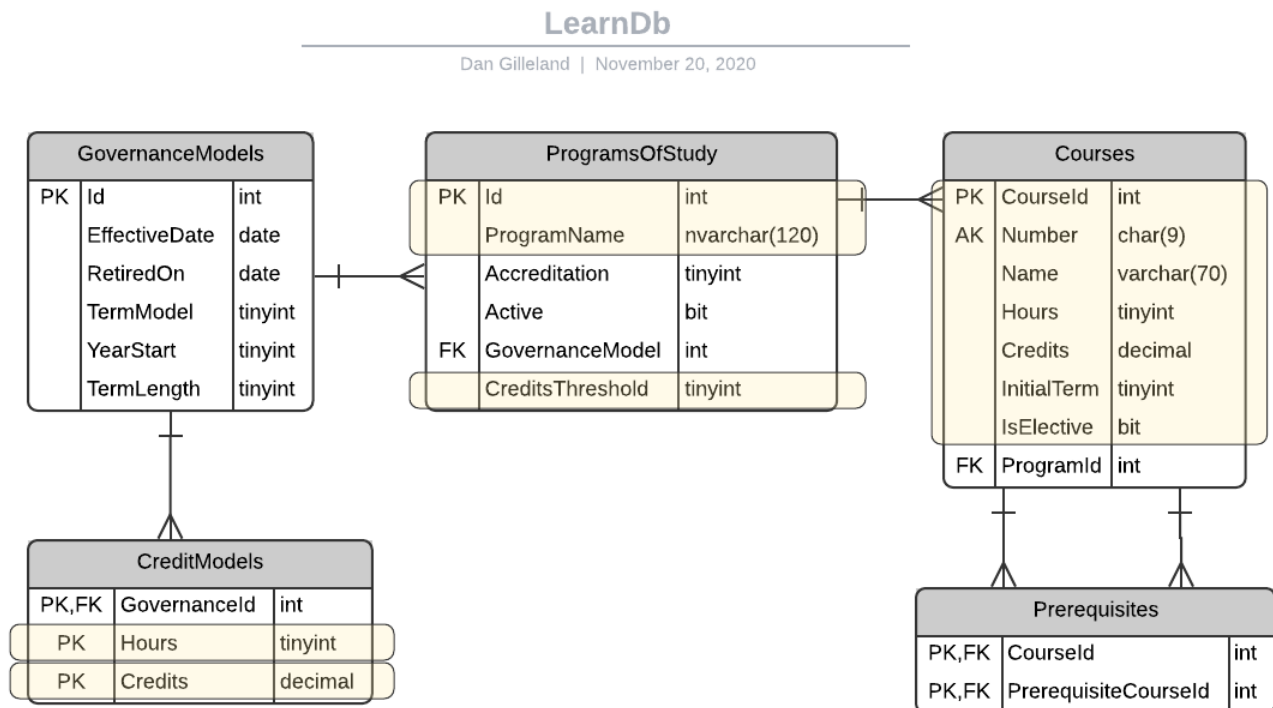 LearnDb
Dan Gilleland | November 20, 2020
GovernanceModels
PK Id int
EffectiveDate date
RetiredOn date
TermModel tinyint
YearStart tinyint
TermLength tinyint
ProgramsOfStudy
PK Id int
ProgramName nvarchar(120)
Accreditation tinyint
Active bit
FK GovernanceModel int
CreditsThreshold tinyint
Courses
PK CourseId int
AK Number char(9)
Name varchar(70)
Hours tinyint
Credits decimal
InitialTerm tinyint
IsElective bit
FK ProgramId int
CreditModels
PK,FK GovernanceId int
PK Hours tinyint
PK Credits decimal
Prerequisites
PK,FK CourseId int
PK,FK PrerequisiteCourseId int